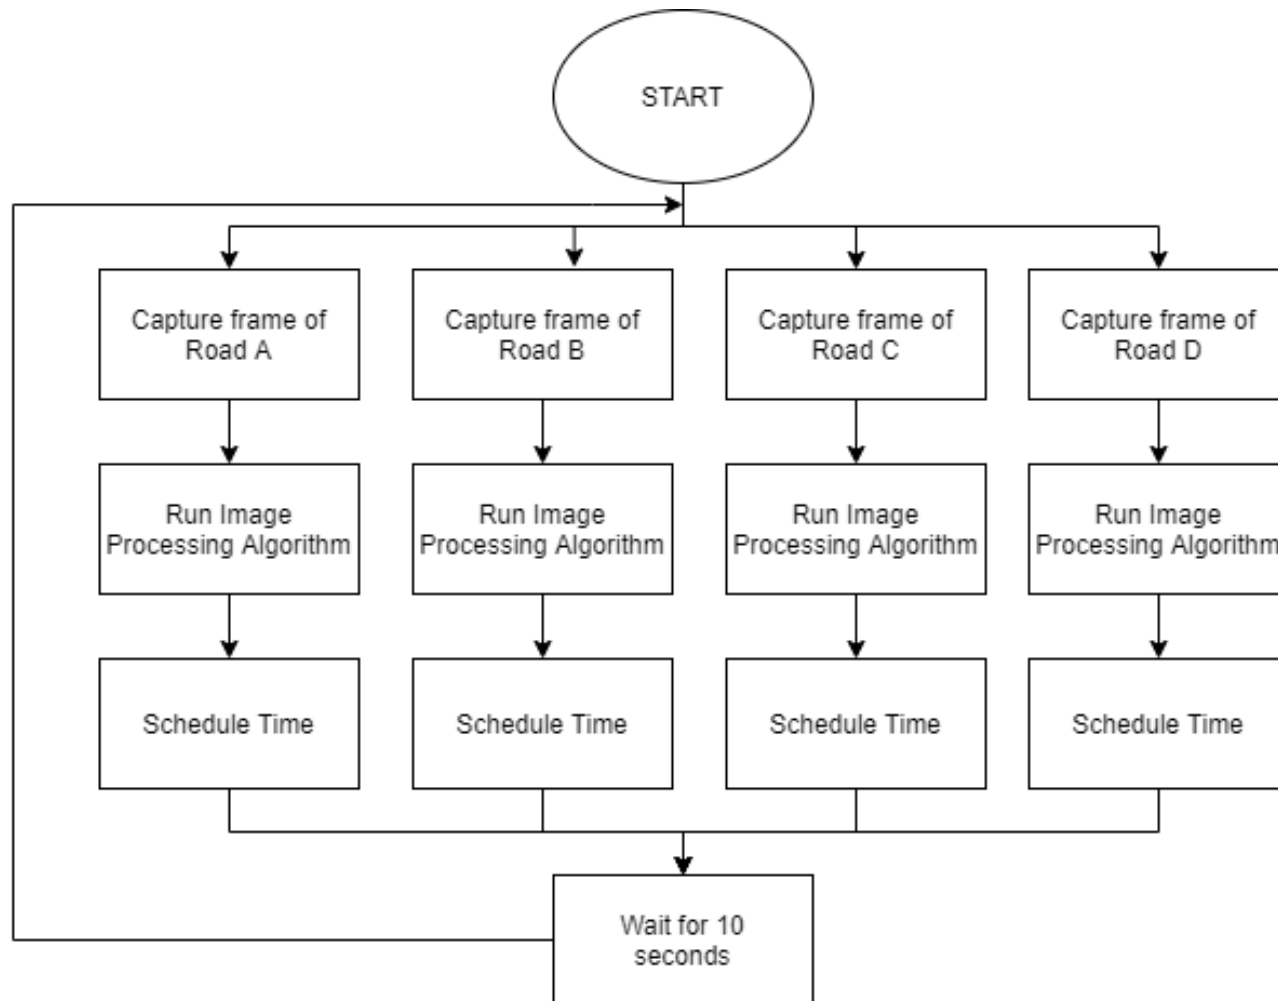 START
Capture frame of
Road A
Capture frame of
Road B
Capture frame of
Road C
Capture frame of
Road D
Run Image
Processing Algorithm
Run Image
Processing Algorithm
Run Image
Processing Algorithm
Run Image
Processing Algorithm
Schedule Time
Schedule Time
Schedule Time
Schedule Time
Wait for 10
seconds